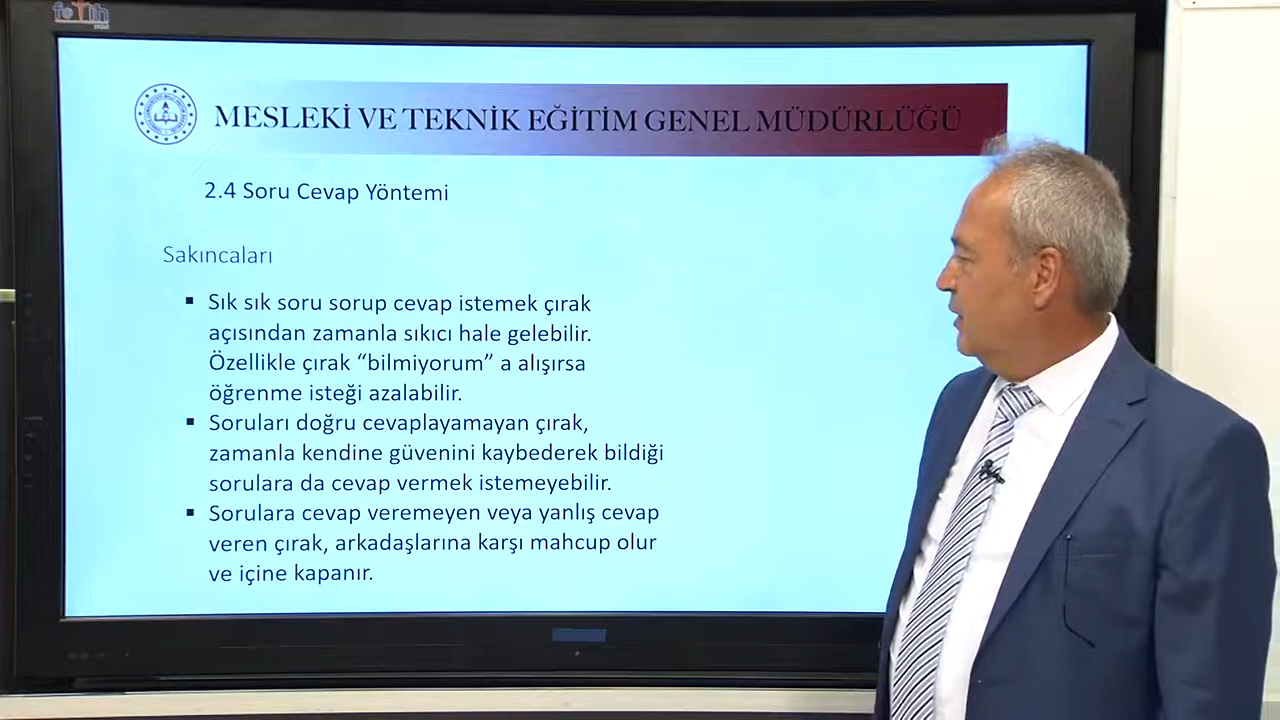 fatih
MESLEKİ VE TEKNİK EĞİTİM GENEL MÜDÜRLÜĞÜ
2.4 Soru Cevap Yöntemi
Sakıncaları
▪ Sık sık soru sorup cevap istemek çırak
açısından zamanla sıkıcı hale gelebilir.
Özellikle çırak “bilmiyorum” a alışırsa
öğrenme isteği azalabilir.
▪ Soruları doğru cevaplayamayan çırak,
zamanla kendine güvenini kaybederek bildiği
sorulara da cevap vermek istemeyebilir.
▪ Sorulara cevap veremeyen veya yanlış cevap
veren çırak, arkadaşlarına karşı mahcup olur
ve içine kapanır.